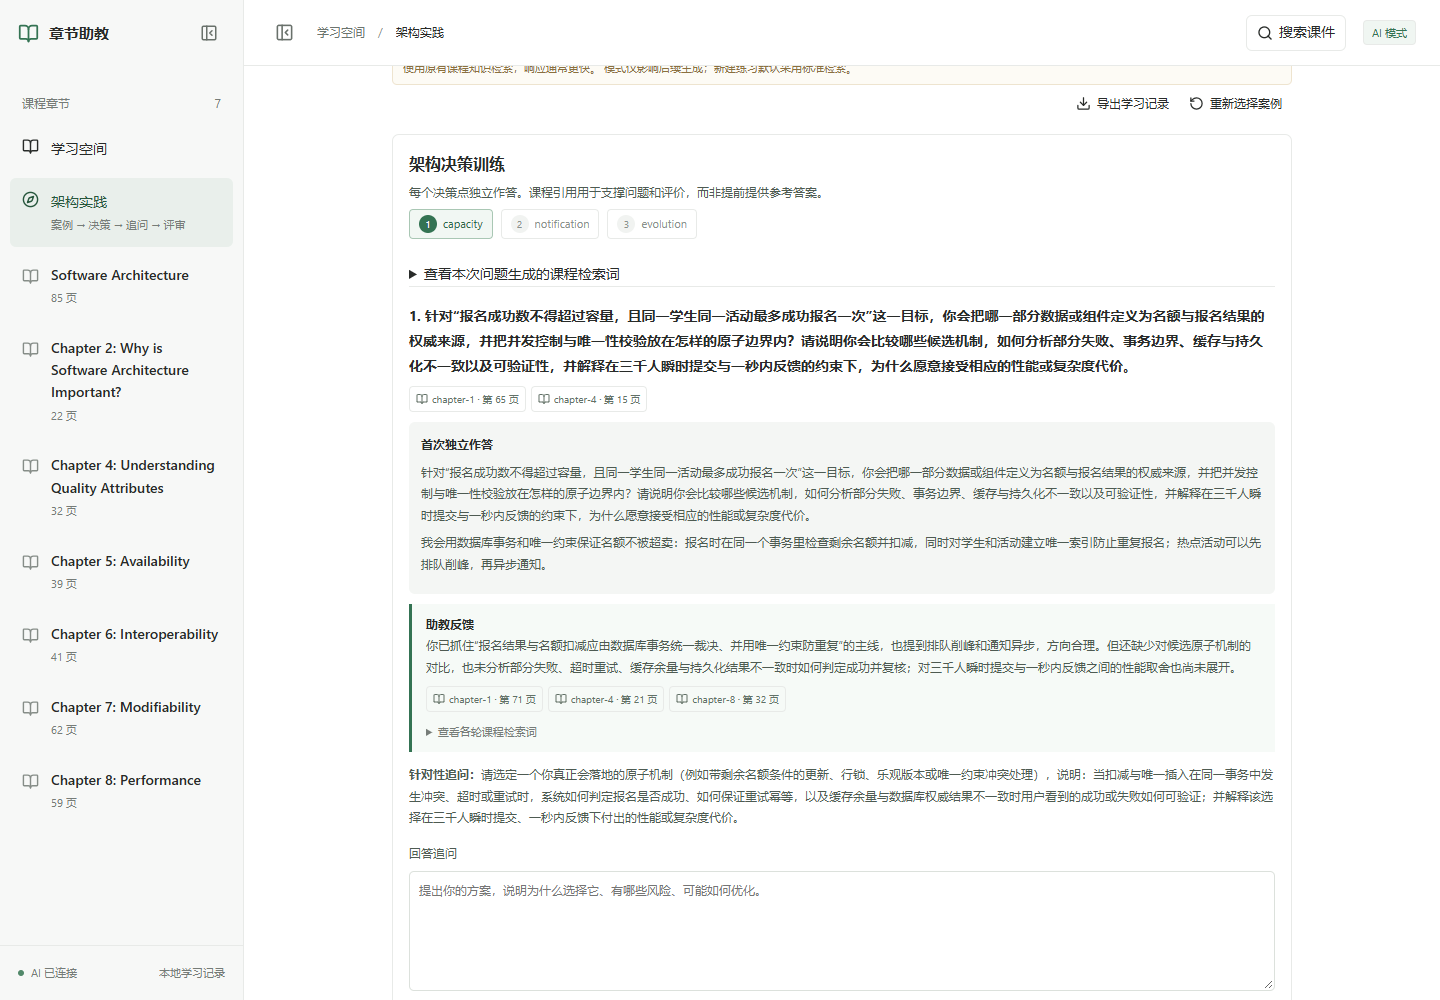 章节助教
课程章节 7
学习空间
架构实践
案例 → 决策 → 追问 → 评审
Software Architecture
85 页
Chapter 2: Why is
Software Architecture
Important?
22 页
Chapter 4: Understanding
Quality Attributes
32 页
Chapter 5: Availability
39 页
Chapter 6: Interoperability
41 页
Chapter 7: Modifiability
62 页
Chapter 8: Performance
59 页
AI 已连接 本地学习记录
学习空间 / 架构实践
搜索课件
AI 模式
使用原有课程知识检索，响应通常更快。 模式仅影响后续生成；新建练习默认采用标准检索。
导出学习记录 重新选择案例
架构决策训练
每个决策点独立作答。课程引用用于支撑问题和评价，而非提前提供参考答案。
1 capacity 2 notification 3 evolution
查看本次问题生成的课程检索词
1. 针对“报名成功数不得超过容量，且同一学生同一活动最多成功报名一次”这一目标，你会把哪一部分数据或组件定义为名额与报名结果的
权威来源，并把并发控制与唯一性校验放在怎样的原子边界内？请说明你会比较哪些候选机制，如何分析部分失败、事务边界、缓存与持久
化不一致以及可验证性，并解释在三千人瞬时提交与一秒内反馈的约束下，为什么愿意接受相应的性能或复杂度代价。
chapter-1 · 第 65 页 chapter-4 · 第 15 页
首次独立作答
针对“报名成功数不得超过容量，且同一学生同一活动最多成功报名一次”这一目标，你会把哪一部分数据或组件定义为名额与报名结果的权威来源，并把并发控
制与唯一性校验放在怎样的原子边界内？请说明你会比较哪些候选机制，如何分析部分失败、事务边界、缓存与持久化不一致以及可验证性，并解释在三千人瞬
时提交与一秒内反馈的约束下，为什么愿意接受相应的性能或复杂度代价。
我会用数据库事务和唯一约束保证名额不被超卖：报名时在同一个事务里检查剩余名额并扣减，同时对学生和活动建立唯一索引防止重复报名；热点活动可以先
排队削峰，再异步通知。
助教反馈
你已抓住“报名结果与名额扣减应由数据库事务统一裁决、并用唯一约束防重复”的主线，也提到排队削峰和通知异步，方向合理。但还缺少对候选原子机制的
对比，也未分析部分失败、超时重试、缓存余量与持久化结果不一致时如何判定成功并复核；对三千人瞬时提交与一秒内反馈之间的性能取舍也尚未展开。
chapter-1 · 第 71 页 chapter-4 · 第 21 页 chapter-8 · 第 32 页
查看各轮课程检索词
针对性追问：请选定一个你真正会落地的原子机制（例如带剩余名额条件的更新、行锁、乐观版本或唯一约束冲突处理），说明：当扣减与唯一插入在同一事务中发
生冲突、超时或重试时，系统如何判定报名是否成功、如何保证重试幂等，以及缓存余量与数据库权威结果不一致时用户看到的成功或失败如何可验证；并解释该选
择在三千人瞬时提交、一秒内反馈下付出的性能或复杂度代价。
回答追问
提出你的方案，说明为什么选择它、有哪些风险、可能如何优化。